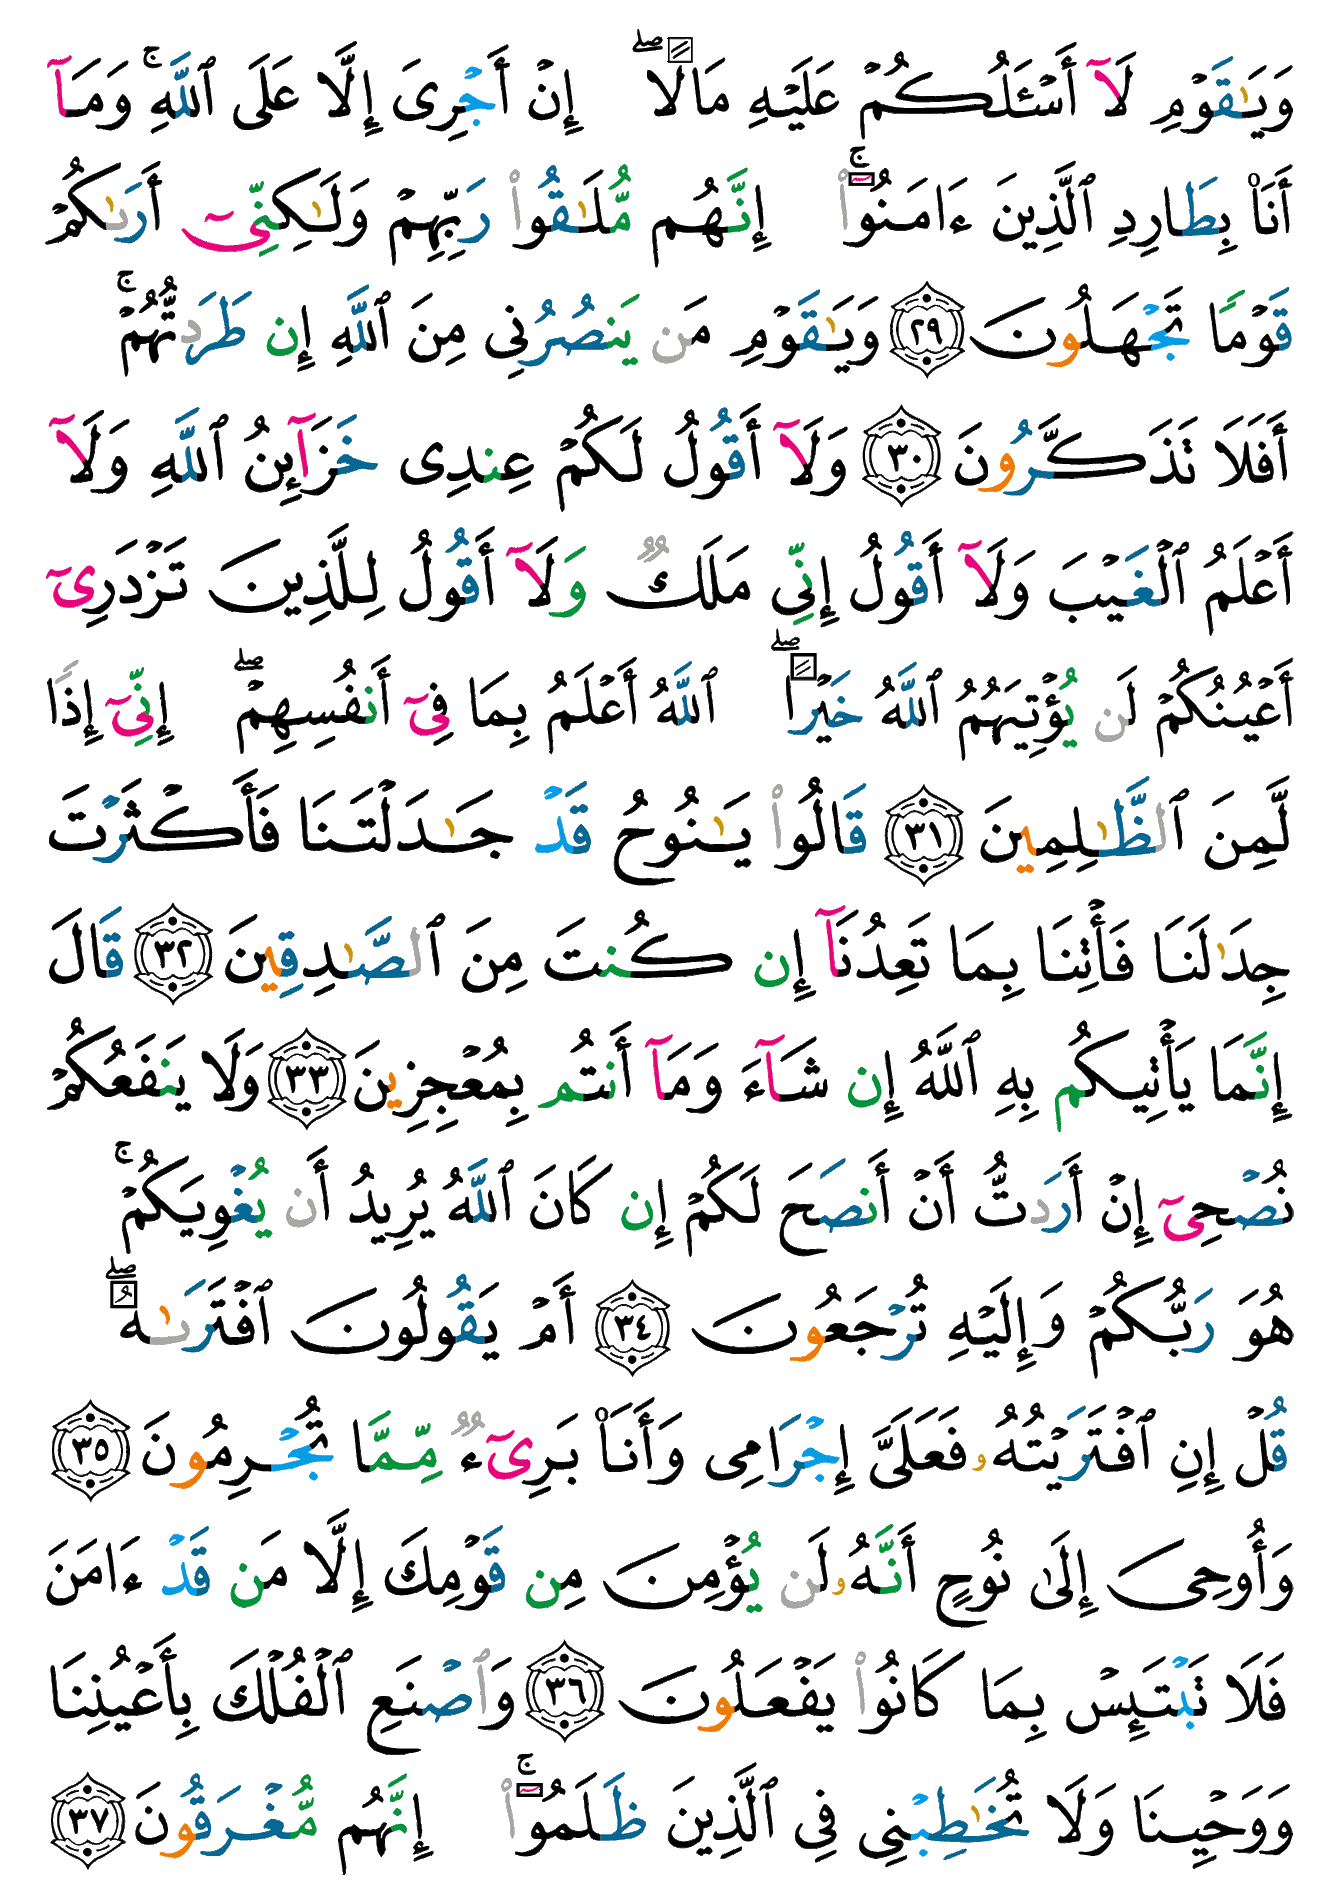 وَيَٰقَوْمِ لَآ أَسْـَٔلُكُمْ عَلَيْهِ مَالًا ۖ إِنْ أَجْرِىَ إِلَّا عَلَى ٱللَّهِ ۚ وَمَآ
أَنَا۠ بِطَارِدِ ٱلَّذِينَ ءَامَنُوٓا۟ ۚ إِنَّهُم مُّلَٰقُوا۟ رَبِّهِمْ وَلَٰكِنِّىٓ أَرَىٰكُمْ
قَوْمًا تَجْهَلُونَ ٢٩ وَيَٰقَوْمِ مَن يَنصُرُنِى مِنَ ٱللَّهِ إِن طَرَدتُّهُمْ ۚ
أَفَلَا تَذَكَّرُونَ ٣٠ وَلَآ أَقُولُ لَكُمْ عِندِى خَزَآئِنُ ٱللَّهِ وَلَآ
أَعْلَمُ ٱلْغَيْبَ وَلَآ أَقُولُ إِنِّى مَلَكٌ وَلَآ أَقُولُ لِلَّذِينَ تَزْدَرِىٓ
أَعْيُنُكُمْ لَن يُؤْتِيَهُمُ ٱللَّهُ خَيْرًا ۖ ٱللَّهُ أَعْلَمُ بِمَا فِىٓ أَنفُسِهِمْ ۖ إِنِّىٓ إِذًا
لَّمِنَ ٱلظَّٰلِمِينَ ٣١ قَالُوا۟ يَٰنُوحُ قَدْ جَٰدَلْتَنَا فَأَكْثَرْتَ
جِدَٰلَنَا فَأْتِنَا بِمَا تَعِدُنَآ إِن كُنتَ مِنَ ٱلصَّٰدِقِينَ ٣٢ قَالَ
إِنَّمَا يَأْتِيكُم بِهِ ٱللَّهُ إِن شَآءَ وَمَآ أَنتُم بِمُعْجِزِينَ ٣٣ وَلَا يَنفَعُكُمْ
نُصْحِىٓ إِنْ أَرَدتُّ أَنْ أَنصَحَ لَكُمْ إِن كَانَ ٱللَّهُ يُرِيدُ أَن يُغْوِيَكُمْ ۚ
هُوَ رَبُّكُمْ وَإِلَيْهِ تُرْجَعُونَ ٣٤ أَمْ يَقُولُونَ ٱفْتَرَىٰهُ ۖ
قُلْ إِنِ ٱفْتَرَيْتُهُۥ فَعَلَىَّ إِجْرَامِى وَأَنَا۠ بَرِىٓءٌ مِّمَّا تُجْرِمُونَ ٣٥
وَأُوحِىَ إِلَىٰ نُوحٍ أَنَّهُۥ لَن يُؤْمِنَ مِن قَوْمِكَ إِلَّا مَن قَدْ ءَامَنَ
فَلَا تَبْتَئِسْ بِمَا كَانُوا۟ يَفْعَلُونَ ٣٦ وَٱصْنَعِ ٱلْفُلْكَ بِأَعْيُنِنَا
وَوَحْيِنَا وَلَا تُخَٰطِبْنِى فِى ٱلَّذِينَ ظَلَمُوٓا۟ ۚ إِنَّهُم مُّغْرَقُونَ ٣٧